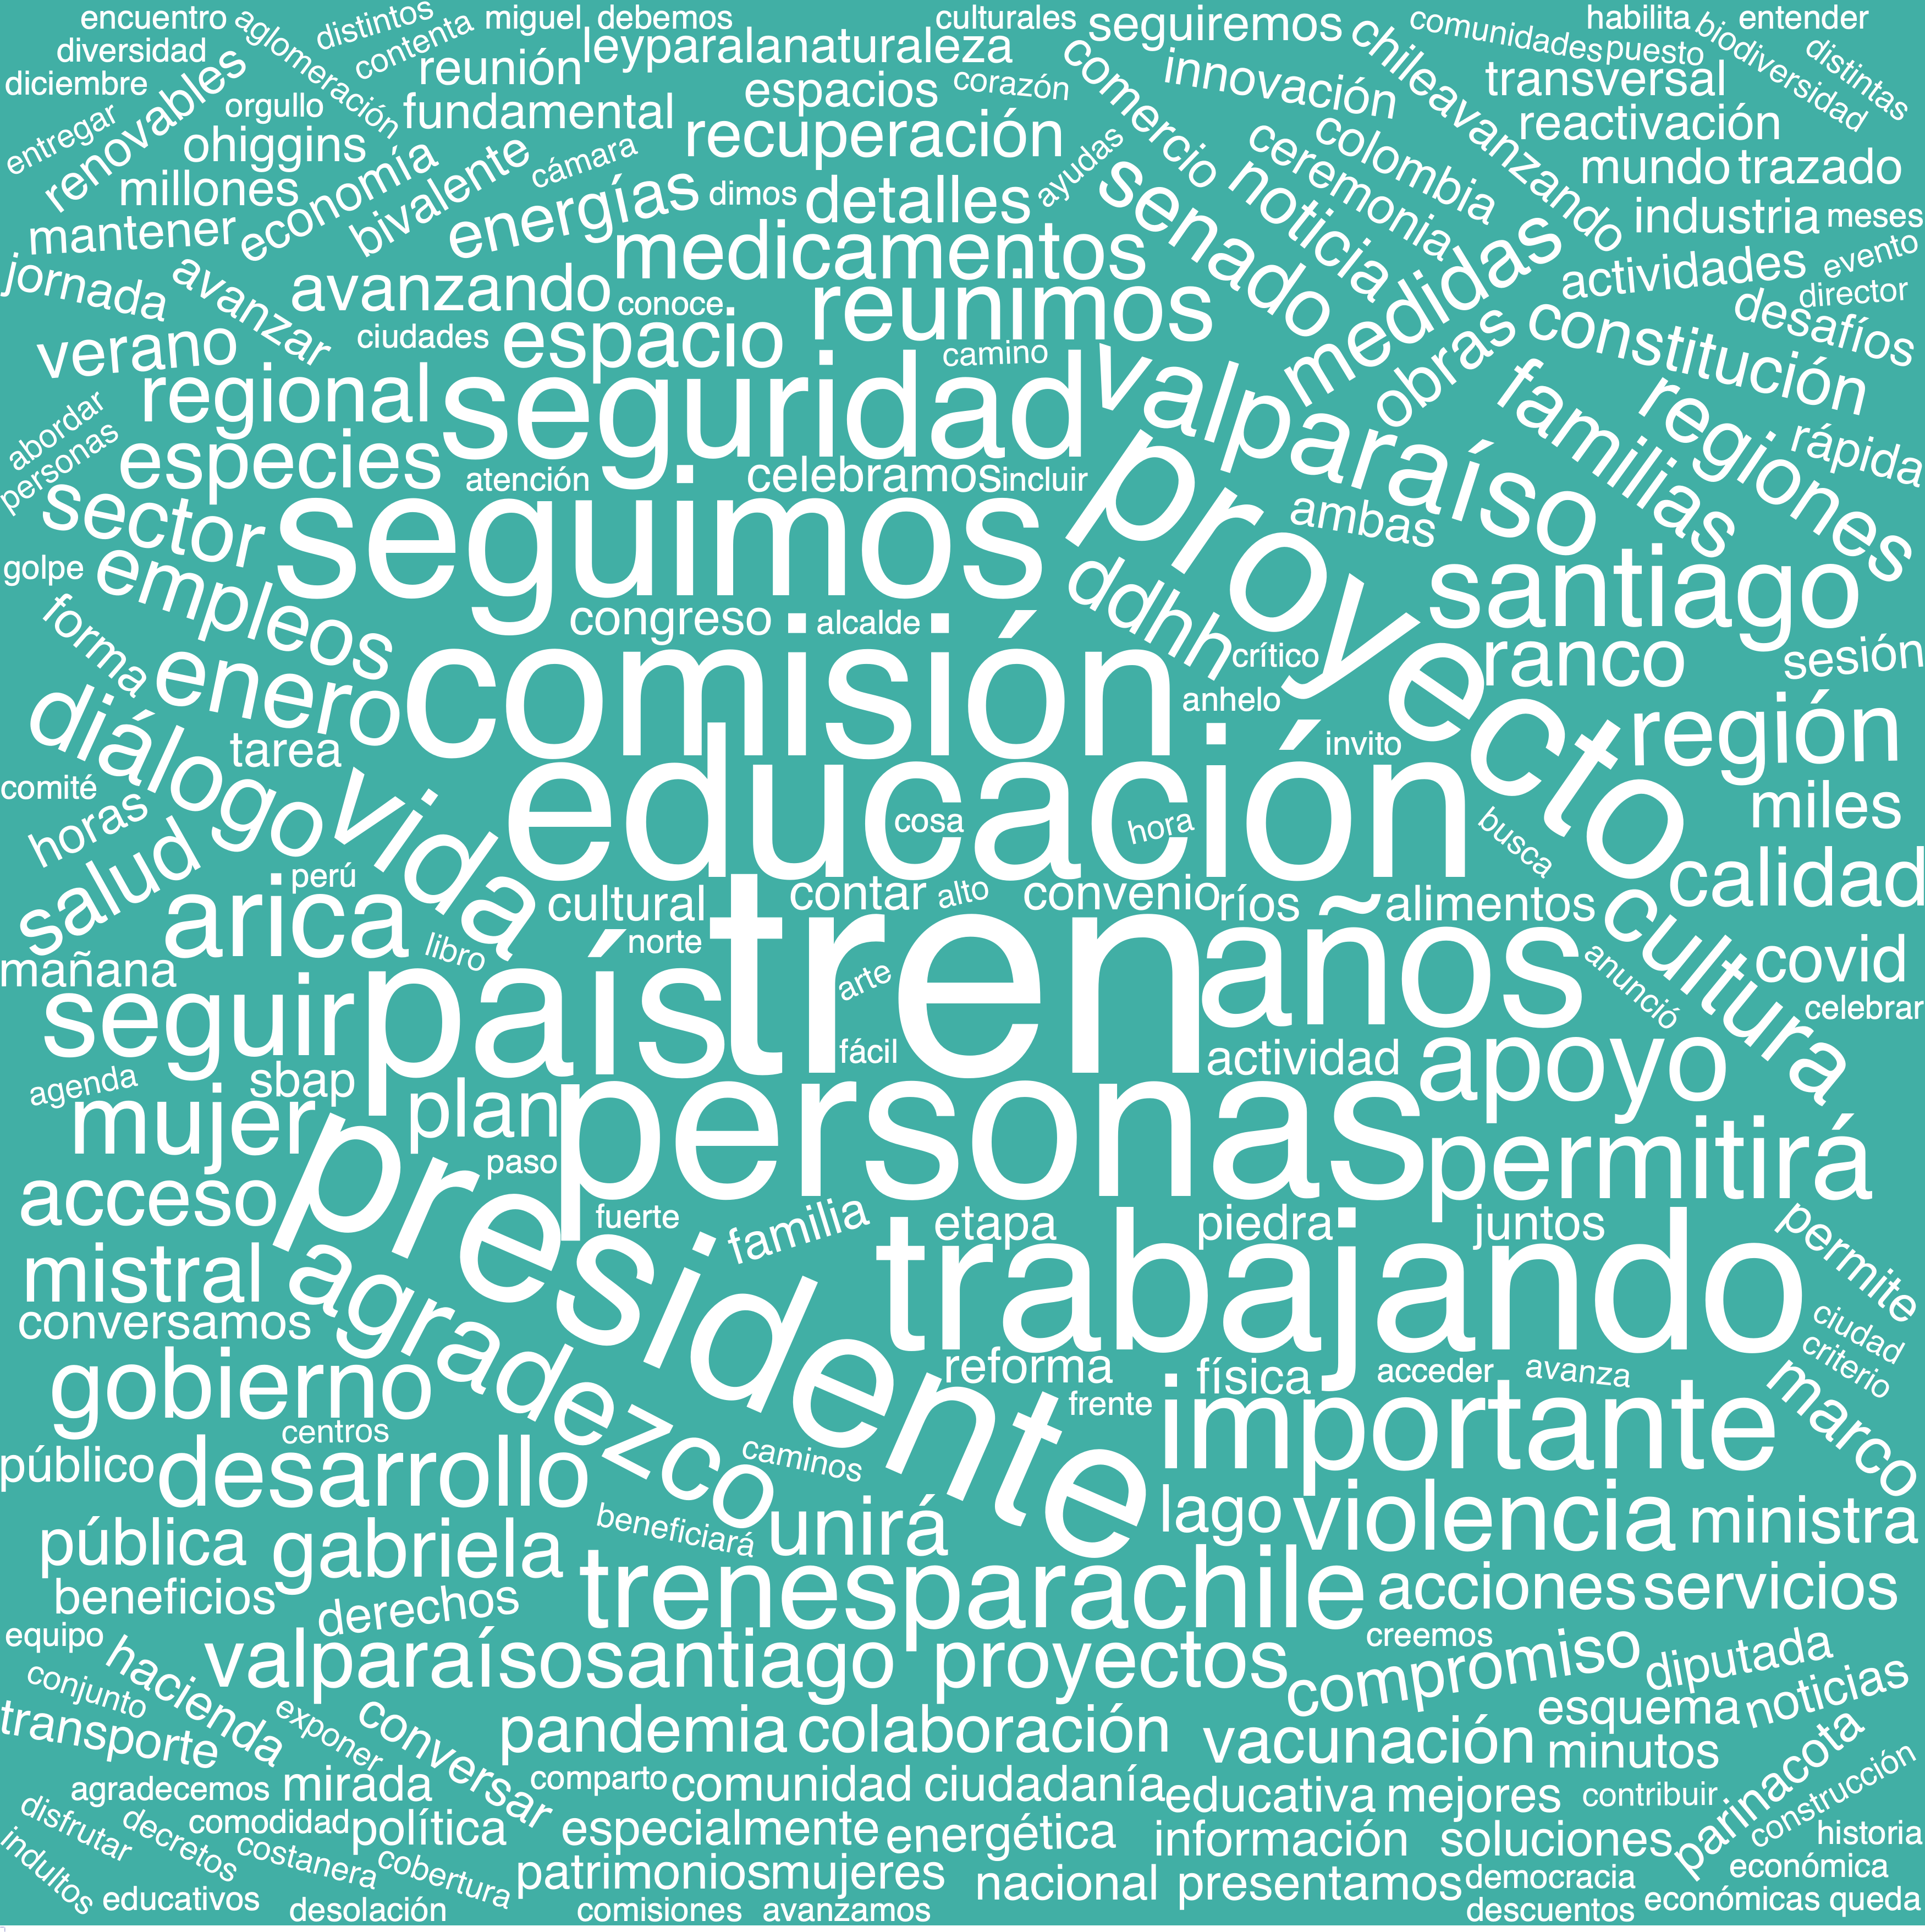 encuentro
aglomeración
distintos
miguel
debemos
culturales
seguiremos
chileavanzando
comunidades
habilita
entender
diversidad
contenta
leyparalanaturaleza
puesto
biodiversidad
distintas
diciembre
renovables
reunión
espacios
corazón
comercio
innovación
transversal
entregar
orgullo
fundamental
recuperación
ceremonia
colombia
reactivación
ohiggins
economía
bivalente
cámara
ayudas
senado
noticia
mundo
trazado
millones
energías
dimos
detalles
medidas
industria
meses
mantener
medicamentos
actividades
evento
jornada
avanzar
avanzando
conoce
reunimos
obras
constitución
desafíos
director
verano
ciudades
espacio
camino
valparaíso
familias
regiones
regional
seguridad
rápida
abordar
personas
especies
atención
celebramos
incluir
proyecto
ambas
sector
seguimos
golpe
empleos
ddhh
santiago
forma
congreso
alcalde
crítico
ranco
sesión
enero
comisión
anhelo
región
diálogo
tarea
vida
educación
invito
comité
horas
cosa
hora
busca
miles
salud
perú
arica
cultural
contar
alto
convenio
ríos
alimentos
cultura
calidad
mañana
libro
norte
tren
años
anunció
covid
seguir
país
arte
celebrar
agenda
sbap
fácil
actividad
apoyo
mujer
plan
personas
permitirá
acceso
presidente
paso
fuerte
familia
etapa
piedra
juntos
permite
mistral
agradezco
trabajando
conversamos
ciudad
criterio
gobierno
reforma
física
acceder
avanza
frente
importante
marco
centros
público
desarrollo
caminos
pública
gabriela
beneficiará
unirá
lago
violencia
ministra
beneficios
derechos
trenesparachile
acciones
servicios
equipo
hacienda
valparaísosantiago
proyectos
creemos
compromiso
diputada
conjunto
exponer
conversar
esquema
noticias
transporte
pandemia
colaboración
vacunación
minutos
parinacota
agradecemos
mirada
comparto
comunidad
ciudadanía
educativa
mejores
contribuir
construcción
disfrutar
decretos
comodidad
política
especialmente
energética
información
soluciones
historia
indultos
costanera
cobertura
patrimonios
mujeres
nacional
presentamos
democracia
económica
educativos
desolación
comisiones
avanzamos
descuentos
económicas
queda